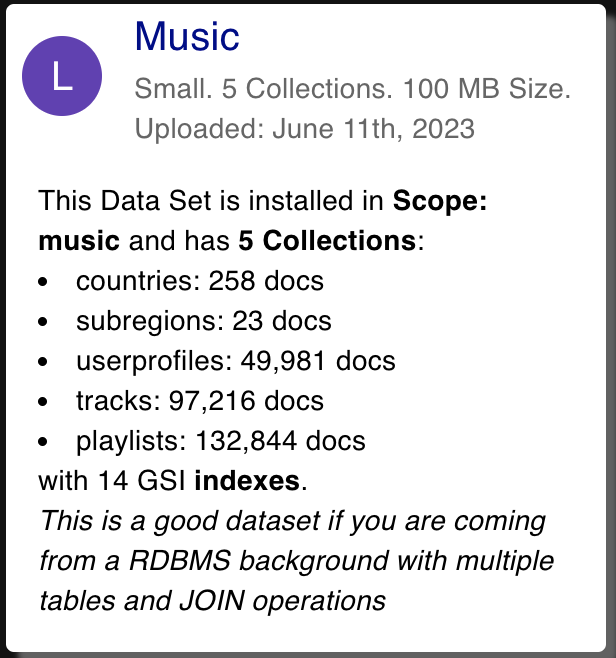 Music
L
Small. 5 Collections. 100 MB Size.
Uploaded: June 11th, 2023
This Data Set is installed in Scope:
music and has 5 Collections:
• countries: 258 docs
• subregions: 23 docs
• userprofiles: 49,981 docs
• tracks: 97,216 docs
• playlists: 132,844 docs
with 14 GSI indexes.
This is a good dataset if you are coming
from a RDBMS background with multiple
tables and JOIN operations